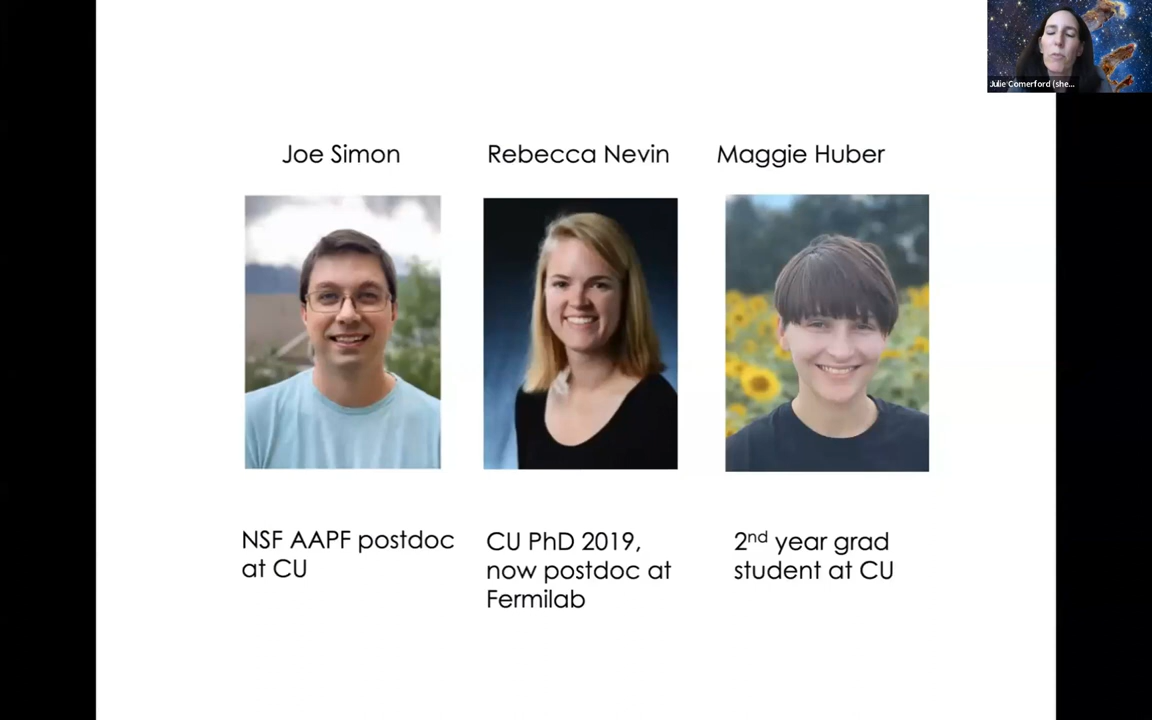 Julie Comerford (she...
Joe Simon
Rebecca Nevin
Maggie Huber
NSF AAPF postdoc
at CU
CU PhD 2019,
now postdoc at
Fermilab
2nd year grad
student at CU